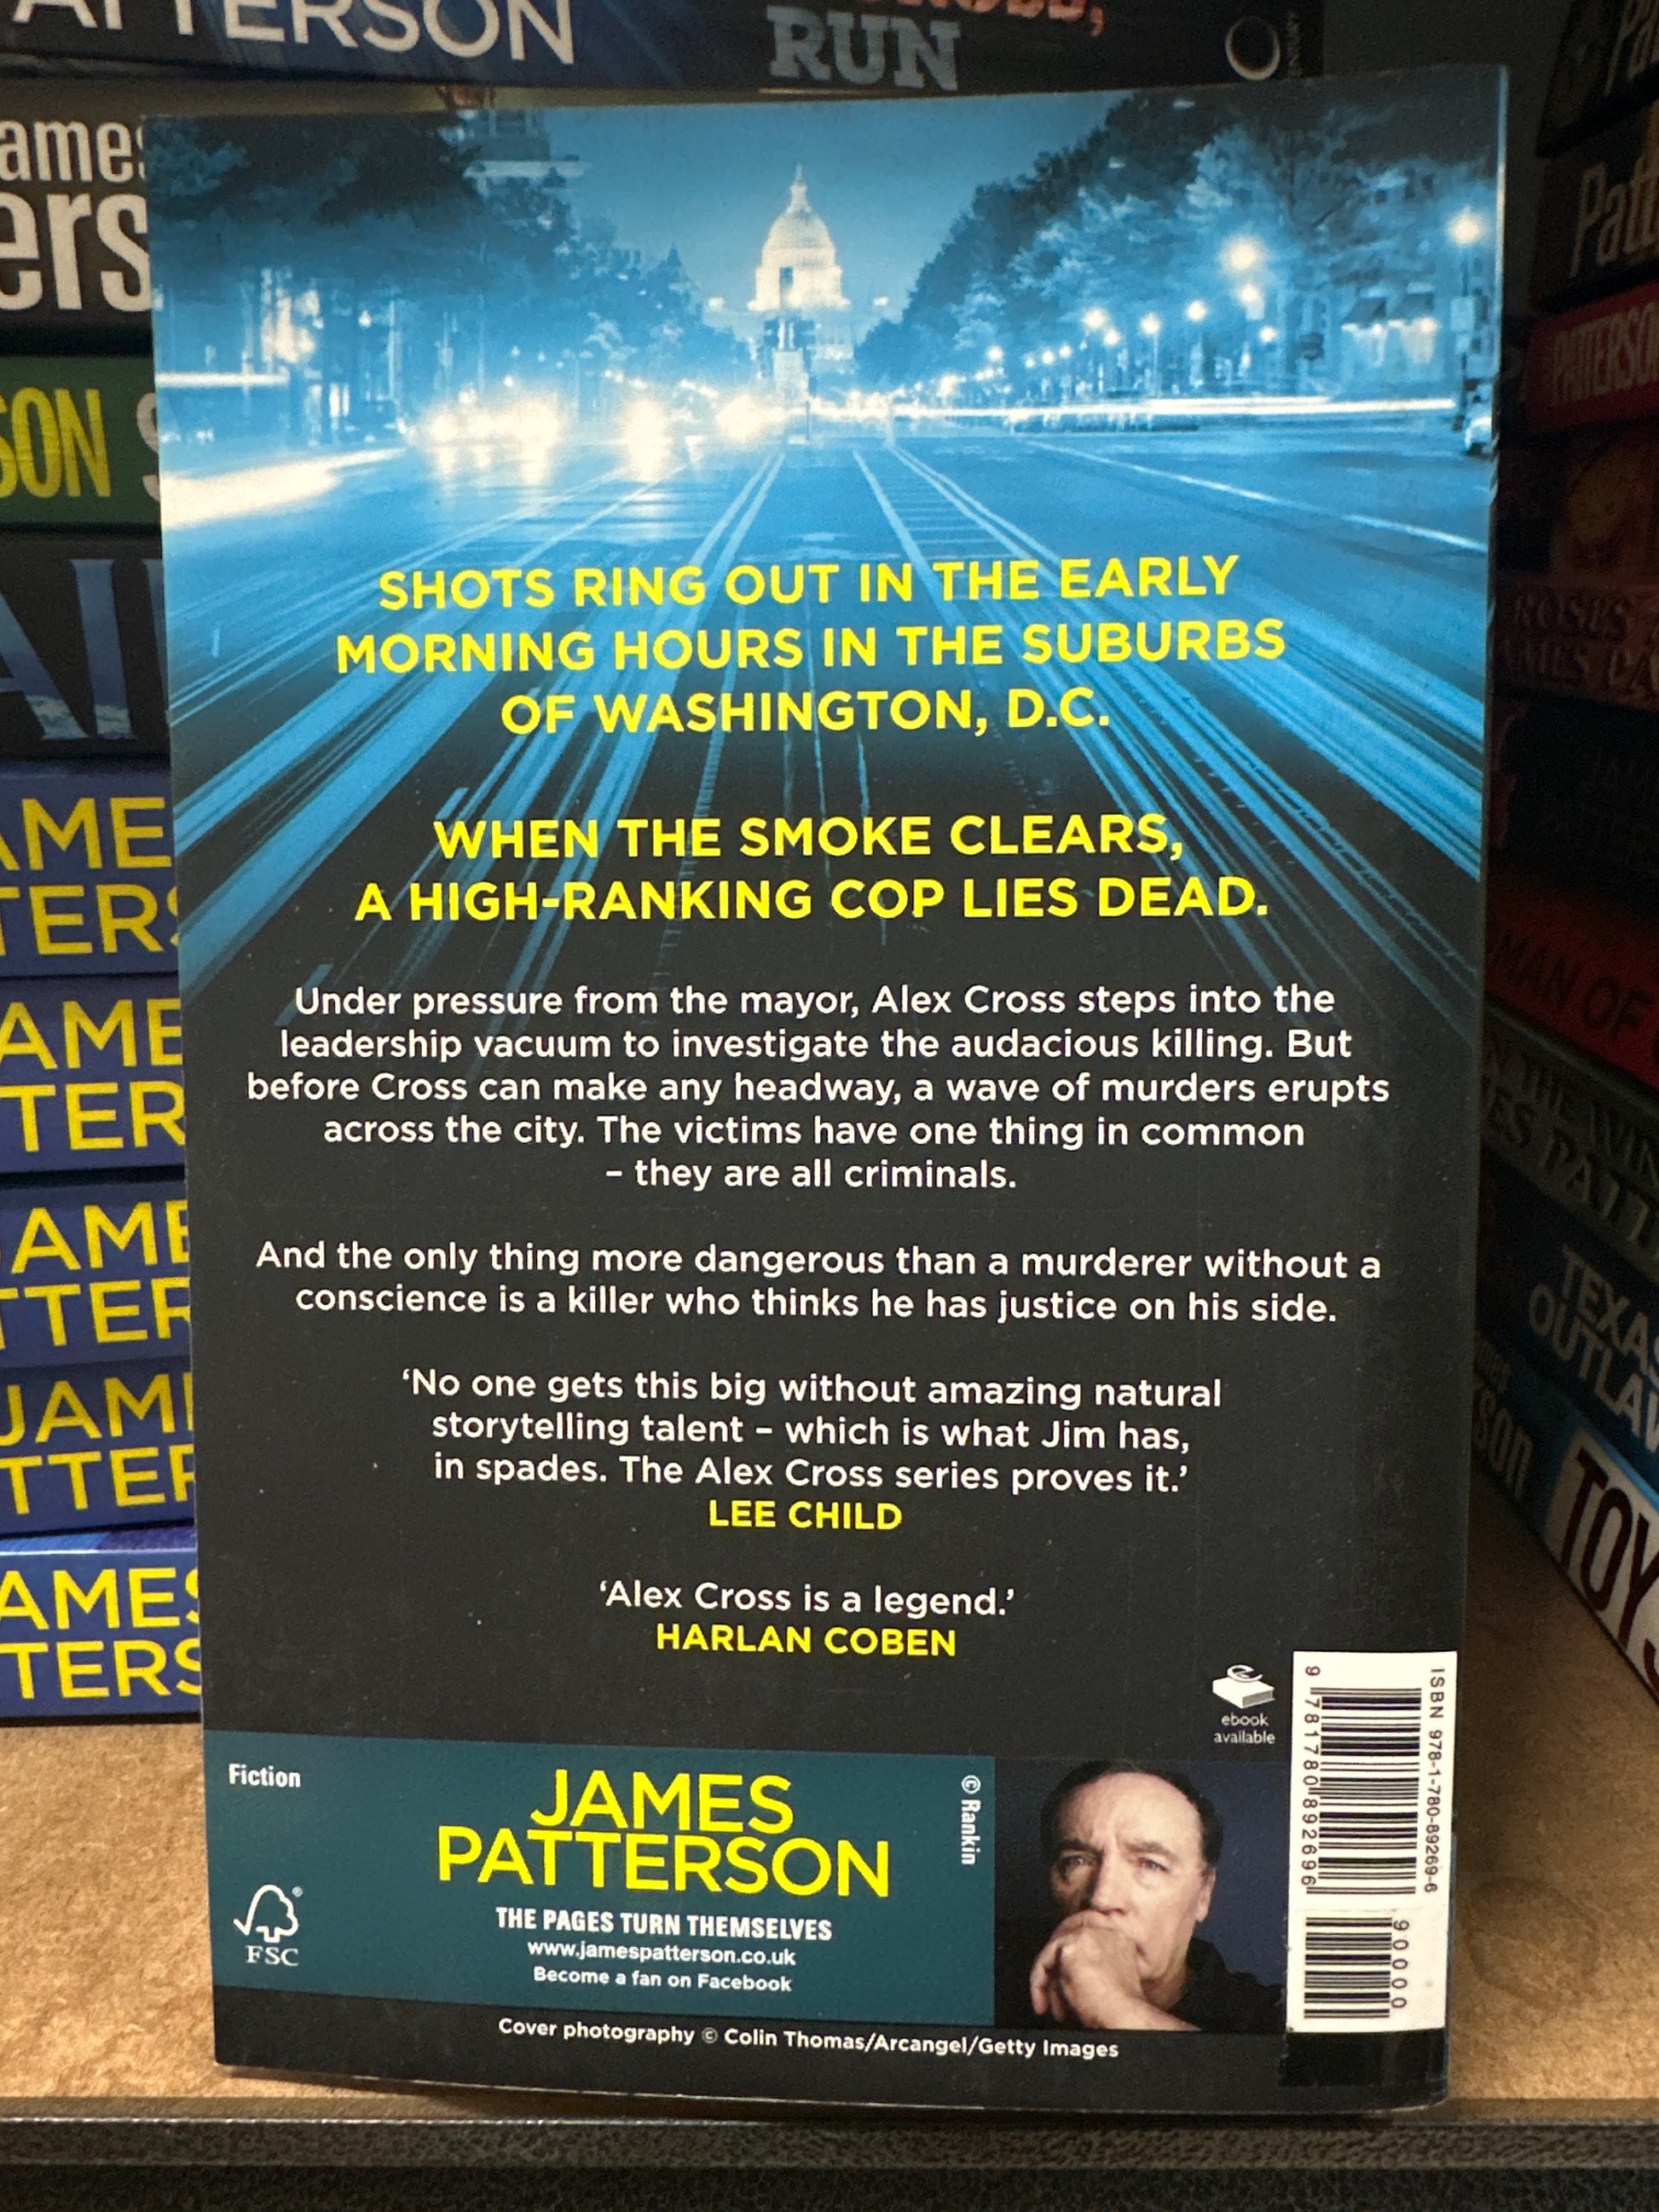 RUN
SHOTS RING OUT IN THE EARLY
MORNING HOURS IN THE SUBURBS
OF WASHINGTON, D.C.
WHEN THE SMOKE CLEARS,
A HIGH-RANKING COP LIES DEAD.
Under pressure from the mayor, Alex Cross steps into the
leadership vacuum to investigate the audacious killing. But
before Cross can make any headway, a wave of murders erupts
across the city. The victims have one thing in common
– they are all criminals.
And the only thing more dangerous than a murderer without a
conscience is a killer who thinks he has justice on his side.
‘No one gets this big without amazing natural
storytelling talent – which is what Jim has,
in spades. The Alex Cross series proves it.’
LEE CHILD
‘Alex Cross is a legend.’
HARLAN COBEN
ebook
available
ISBN 978-1-780-89269-6
9 781780 892696
90000
Fiction
JAMES
PATTERSON
THE PAGES TURN THEMSELVES
www.jamespatterson.co.uk
Become a fan on Facebook
© Rankin
FSC
Cover photography © Colin Thomas/Arcangel/Getty Images
MAN OF
TEXAS